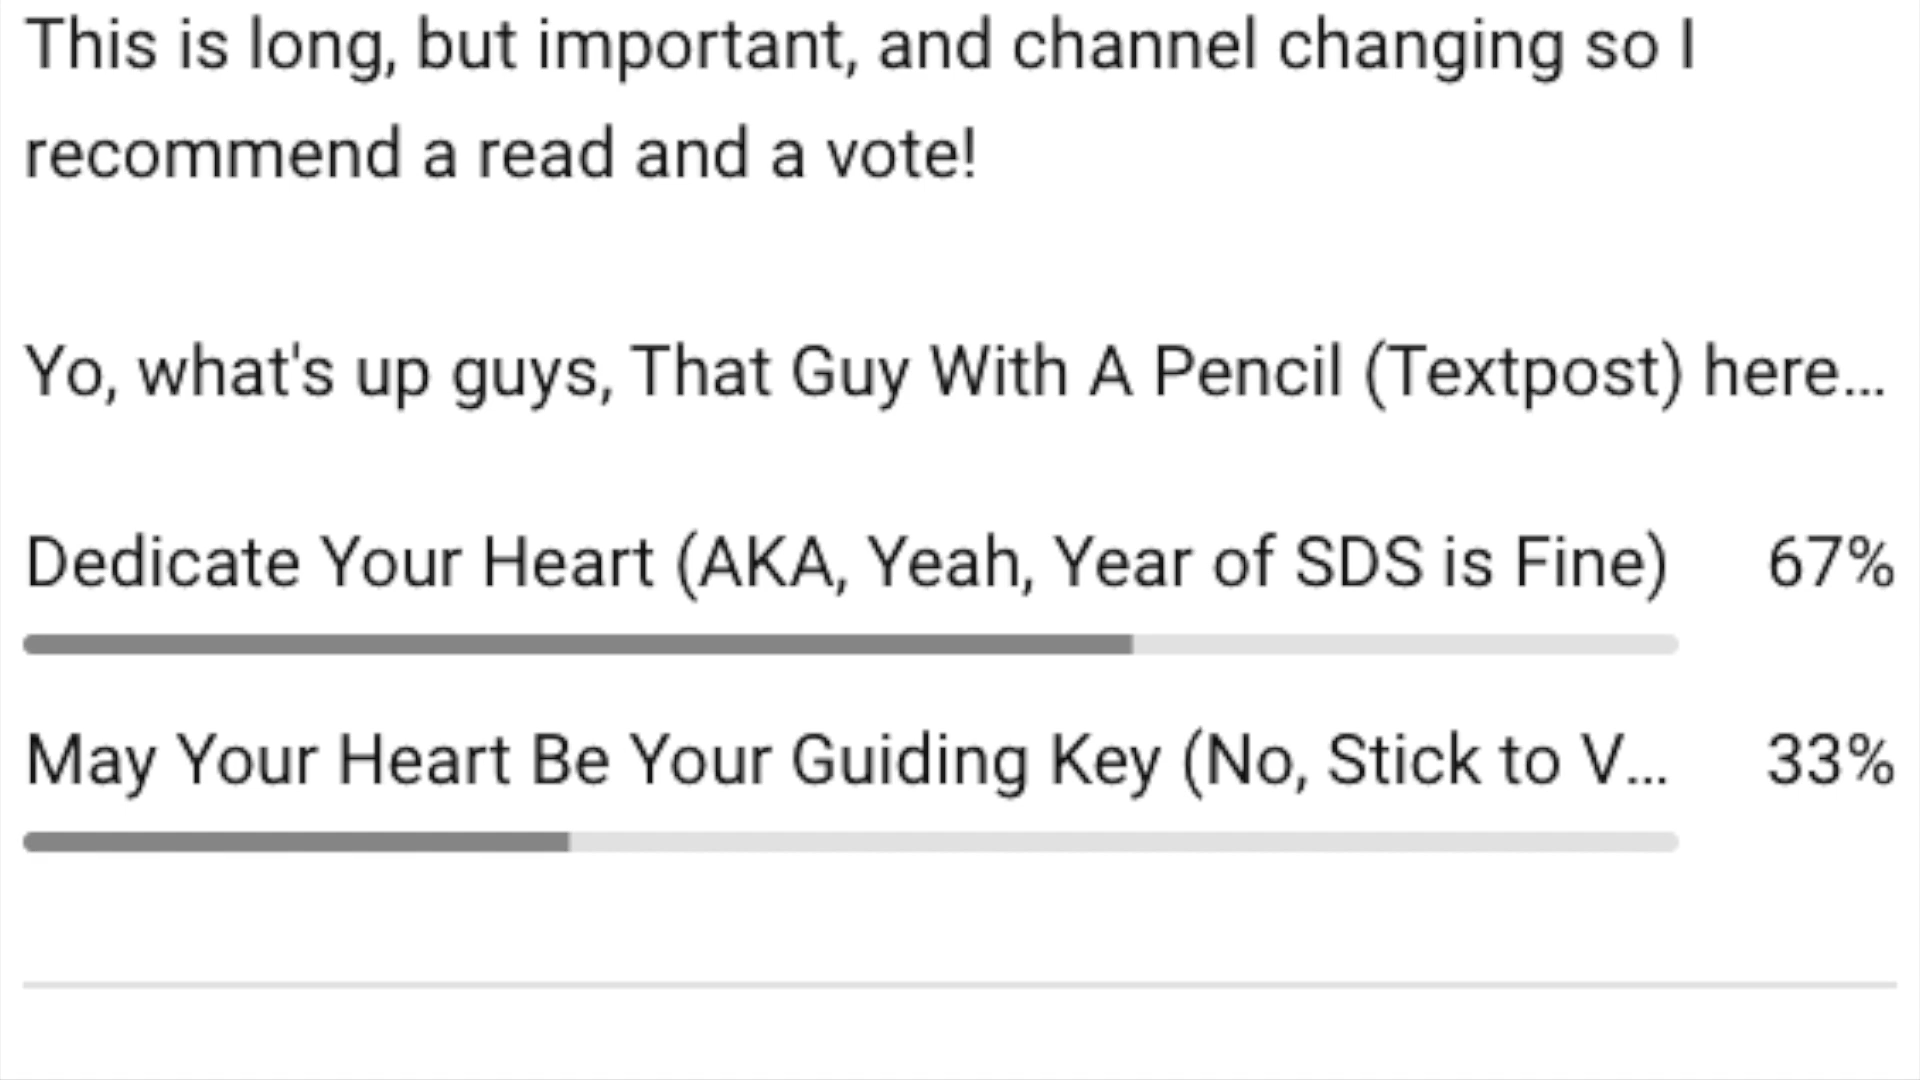 This is long, but important, and channel changing so I
recommend a read and a vote!
Yo, what's up guys, That Guy With A Pencil (Textpost) here...
Dedicate Your Heart (AKA, Yeah, Year of SDS is Fine) 67%
May Your Heart Be Your Guiding Key (No, Stick to V... 33%